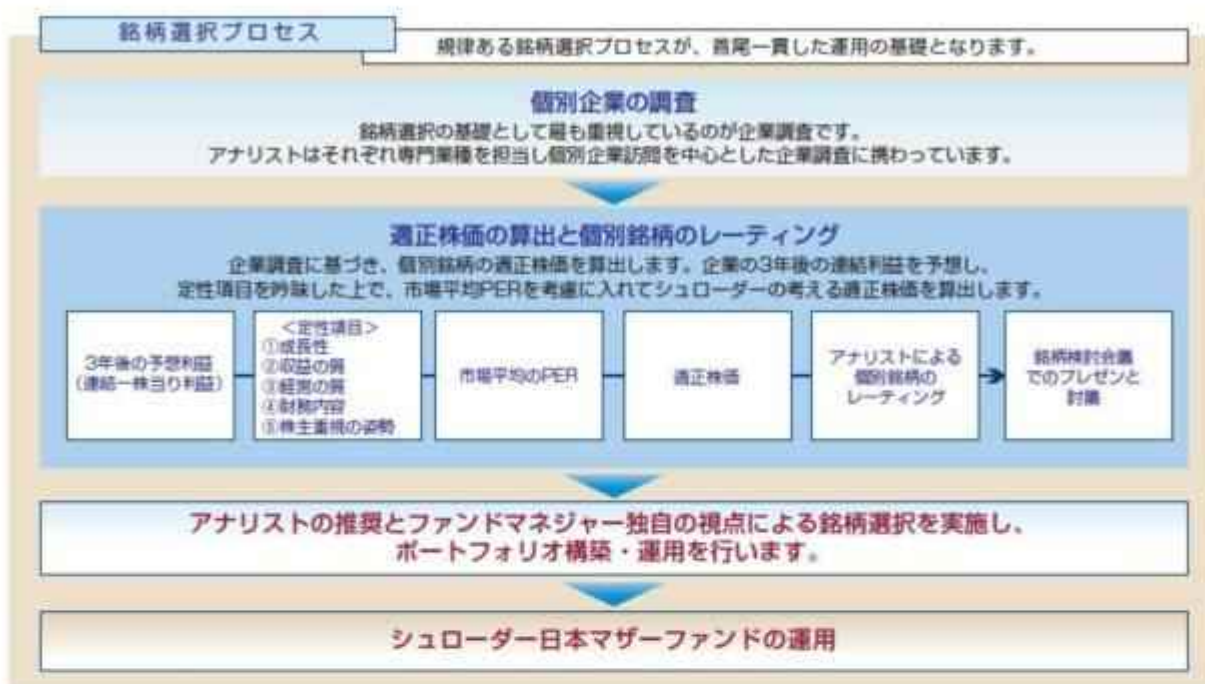 銘柄選択プロセス
規律ある銘柄選択プロセスが、首尾一貫した運用の基礎となります。
個別企業の調査
銘柄選択の基礎として最も重視しているのが企業調査です。
アナリストはそれぞれ専門業種を担当し個別企業訪問を中心とした企業調査に携わっています。
適正株価の算出と個別銘柄のレーティング
企業調査に基づき、個別銘柄の適正株価を算出します。企業の3年後の連結利益を予想し、
定性項目を吟味した上で、市場平均PERを考慮に入れてシュローダーの考える適正株価を算出します。
3年後の予想利益
(連結一株当り利益)
＜定性項目＞
①成長性
②収益の質
③経営の質
④財務内容
⑤株主重視の姿勢
市場平均のPER
適正株価
アナリストによる
個別銘柄の
レーティング
銘柄検討会議
でのプレゼンと
討議
アナリストの推奨とファンドマネジャー独自の視点による銘柄選択を実施し、
ポートフォリオ構築・運用を行います。
シュローダー日本マザーファンドの運用